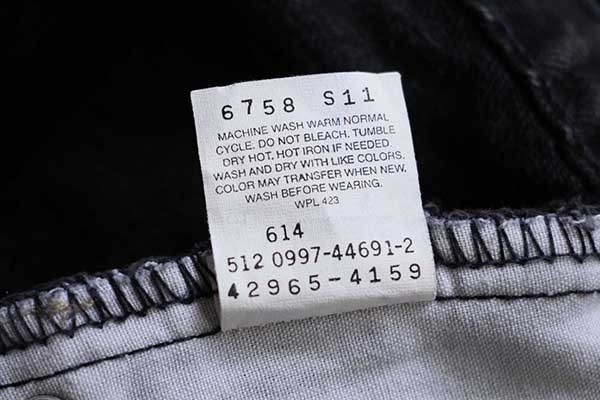 6758 S11
MACHINE WASH WARM NORMAL
CYCLE. DO NOT BLEACH. TUMBLE
DRY HOT. HOT IRON IF NEEDED
WASH AND DRY WITH LIKE COLORS.
COLOR MAY TRANSFER WHEN NEW,
WASH BEFORE WEARING.
WPL 423
614
512 0997-44691-2
42965-4159